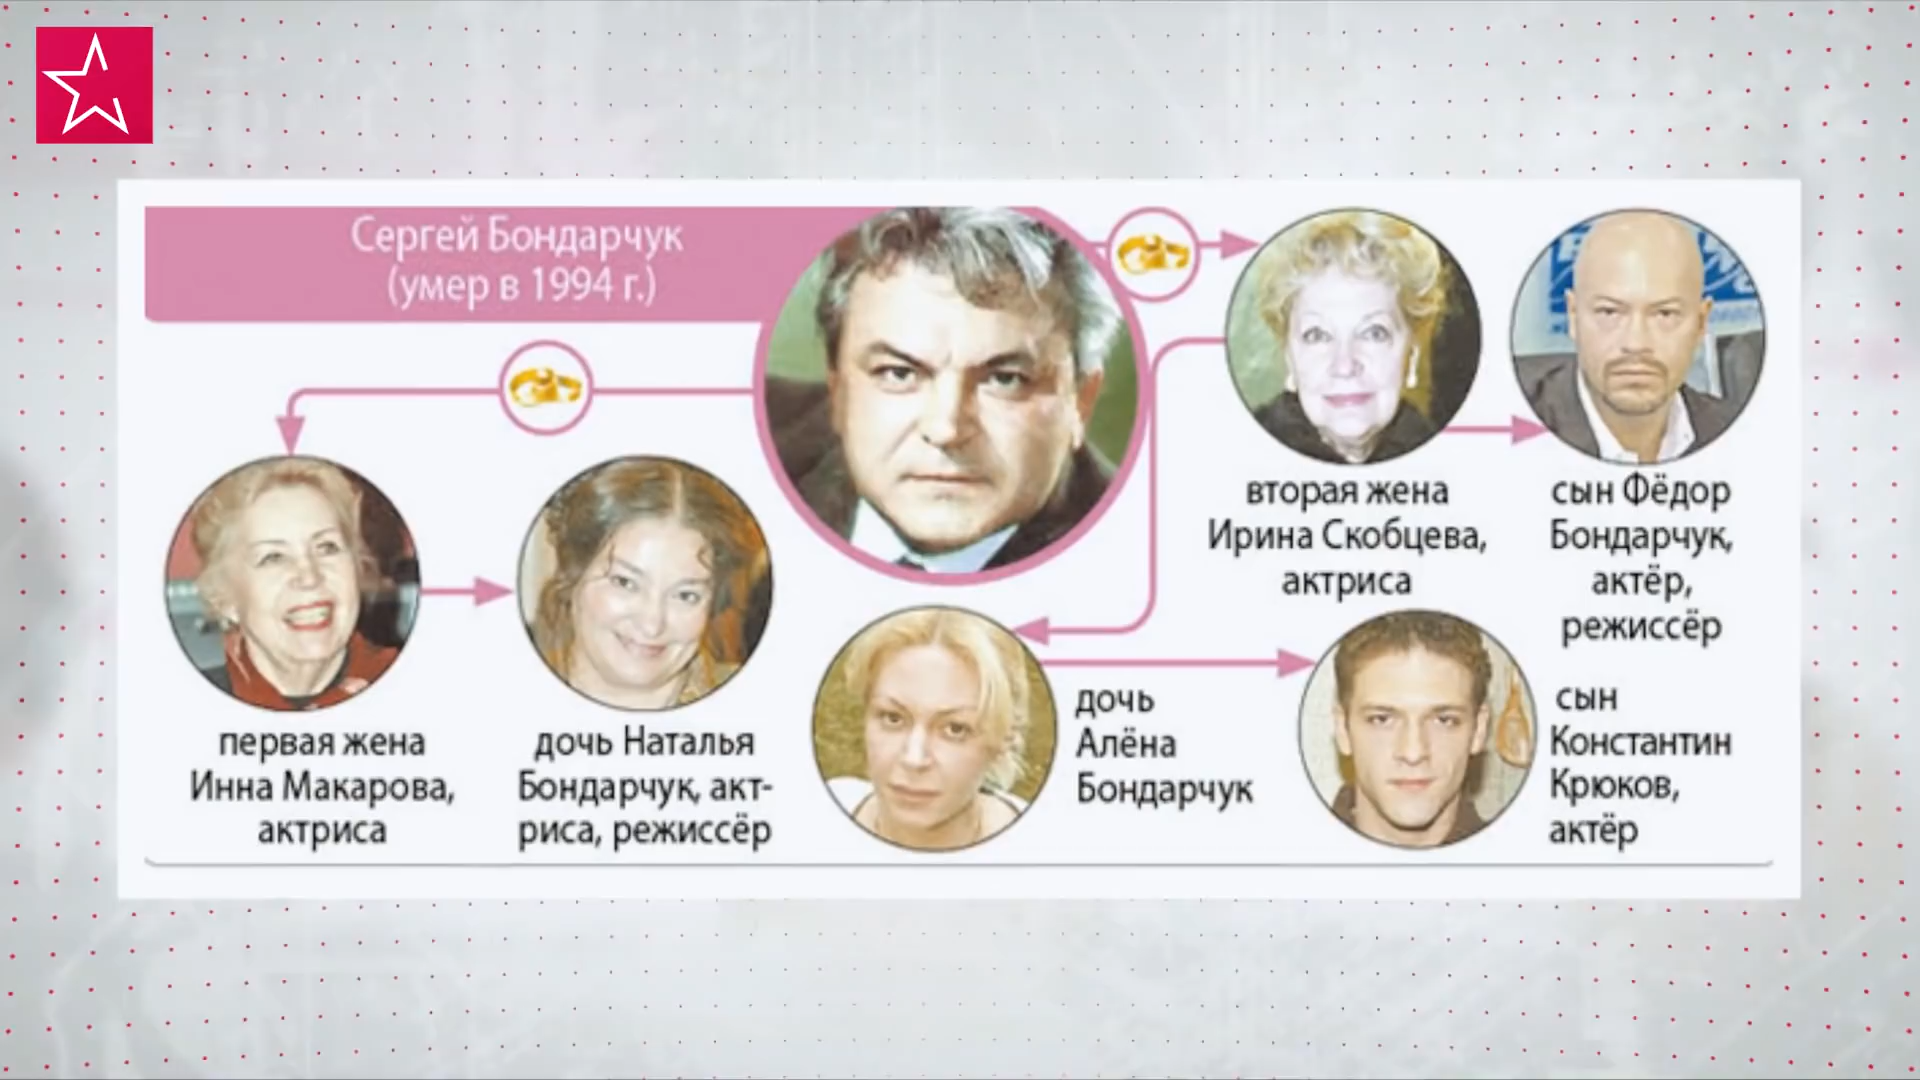 Сергей Бондарчук
(умер в 1994 г.)
вторая жена
Ирина Скобцева,
актриса
сын Фёдор
Бондарчук,
актёр,
режиссёр
первая жена
Инна Макарова,
актриса
дочь Наталья
Бондарчук, акт-
риса, режиссёр
дочь
Алёна
Бондарчук
сын
Константин
Крюков,
актёр